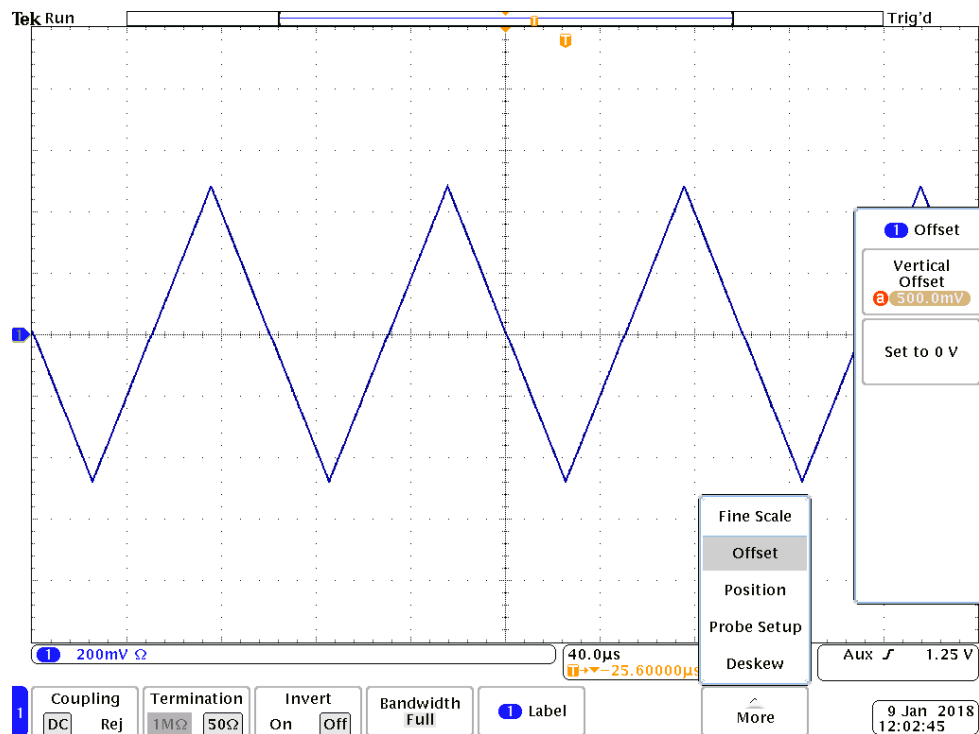 Tek Run Trig'd
T
T
1 Offset
Vertical
Offset
a 500.0mV
Set to 0 V
1
Fine Scale
Offset
Position
Probe Setup
Deskew
1 200mV Ω
40.0µs
T→▼−25.60000µs
Aux ∫ 1.25 V
1
Coupling
DC Rej
Termination
1MΩ 50Ω
Invert
On Off
Bandwidth
Full
1 Label
More
9 Jan 2018
12:02:45